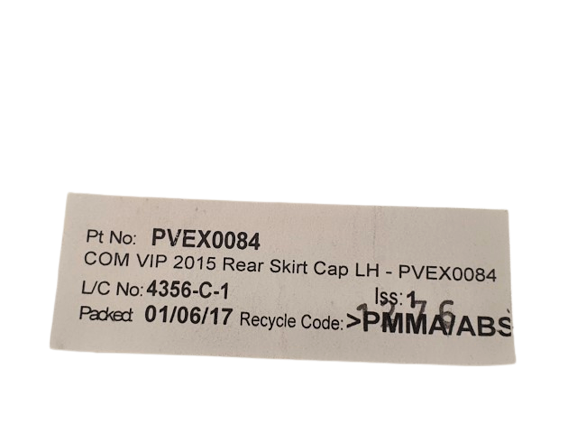 Pt No: PVEX0084
COM VIP 2015 Rear Skirt Cap LH - PVEX0084
L/C No: 4356-C-1 Iss: 1
1276
Packed: 01/06/17 Recycle Code: >PMMA/ABS